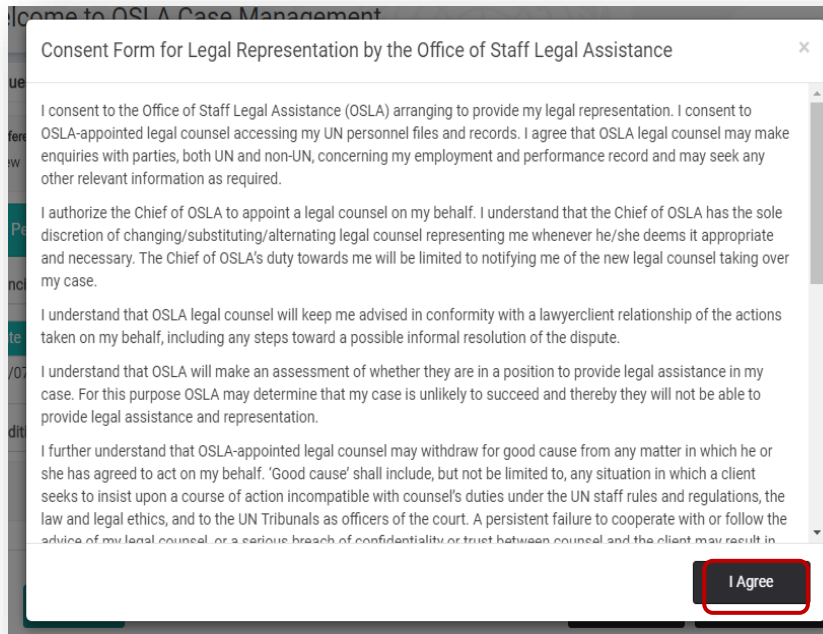 elcome to OSLA Case Management
Consent Form for Legal Representation by the Office of Staff Legal Assistance
×
ue
I consent to the Office of Staff Legal Assistance (OSLA) arranging to provide my legal representation. I consent to
OSLA-appointed legal counsel accessing my UN personnel files and records. I agree that OSLA legal counsel may make
fere
enquiries with parties, both UN and non-UN, concerning my employment and performance record and may seek any
ew
other relevant information as required.
I authorize the Chief of OSLA to appoint a legal counsel on my behalf. I understand that the Chief of OSLA has the sole
Pe
discretion of changing/substituting/alternating legal counsel representing me whenever he/she deems it appropriate
and necessary. The Chief of OSLA's duty towards me will be limited to notifying me of the new legal counsel taking over
nci
my case.
I understand that OSLA legal counsel will keep me advised in conformity with a lawyerclient relationship of the actions
te
taken on my behalf, including any steps toward a possible informal resolution of the dispute.
/07
I understand that OSLA will make an assessment of whether they are in a position to provide legal assistance in my
case. For this purpose OSLA may determine that my case is unlikely to succeed and thereby they will not be able to
provide legal assistance and representation.
diti
I further understand that OSLA-appointed legal counsel may withdraw for good cause from any matter in which he or
she has agreed to act on my behalf. 'Good cause' shall include, but not be limited to, any situation in which a client
seeks to insist upon a course of action incompatible with counsel's duties under the UN staff rules and regulations, the
law and legal ethics, and to the UN Tribunals as officers of the court. A persistent failure to cooperate with or follow the
advice of my legal counsel, or a serious breach of confidentiality or trust between counsel and the client may result in
I Agree